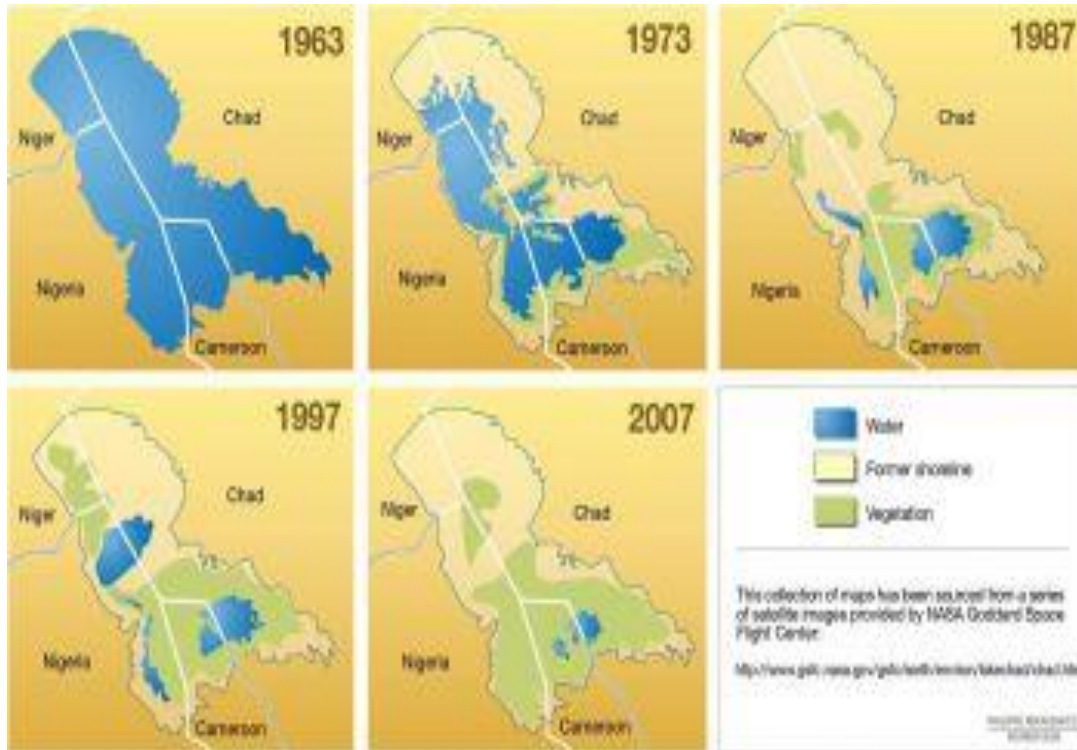 1963
Chad
Niger
Nigeria
Cameroon
1973
Chad
Niger
Nigeria
Cameroon
1987
Chad
Niger
Nigeria
Cameroon
1997
Chad
Niger
Nigeria
Cameroon
2007
Chad
Niger
Nigeria
Cameroon
Water
Former shoreline
Vegetation
This collection of maps has been sourced from a series
of satellite images provided by NASA Goddard Space
Flight Center: